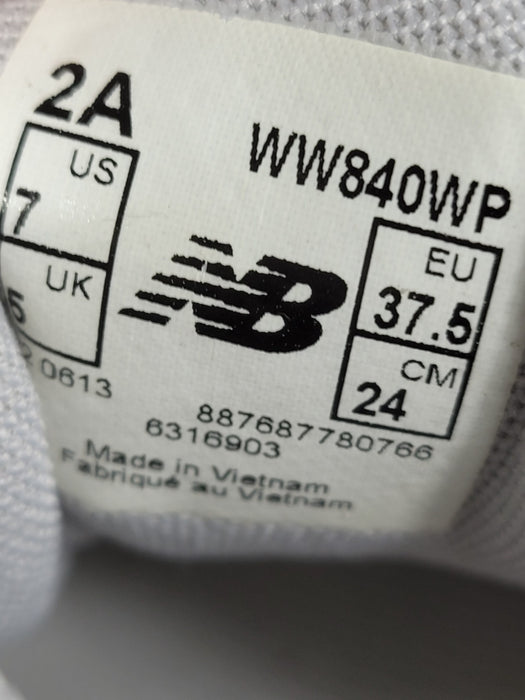 2A
WW840WP
US
7
UK
5
NB
EU
37.5
CM
24
0613
887687780766
6316903
Made in Vietnam
Fabriqué au Vietnam